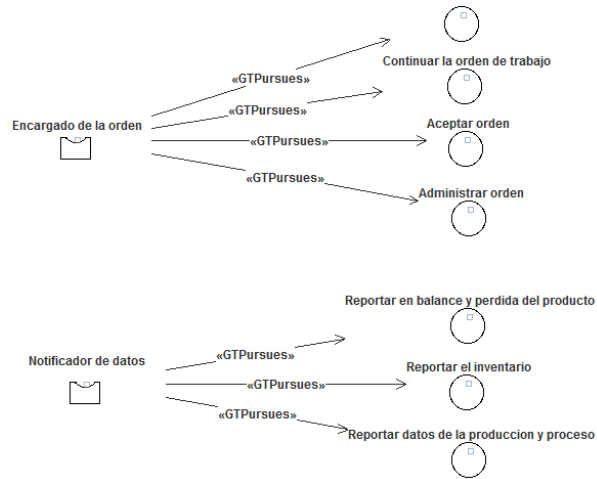 «GTPursues»
Continuar la orden de trabajo
«GTPursues»
Encargado de la orden
Aceptar orden
«GTPursues»
«GTPursues»
Administrar orden
Reportar en balance y perdida del producto
«GTPursues»
Notificador de datos
Reportar el inventario
«GTPursues»
«GTPursues»
Reportar datos de la produccion y proceso